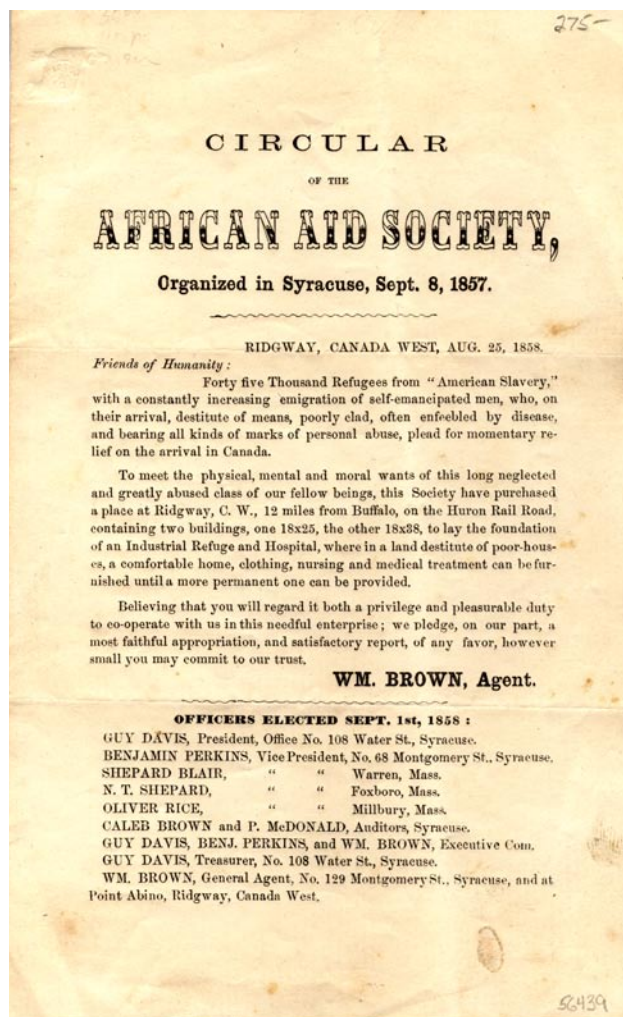 275-
CIRCULAR
OF THE
AFRICAN AID SOCIETY,
Organized in Syracuse, Sept. 8, 1857.
RIDGWAY, CANADA WEST, AUG. 25, 1858.
Friends of Humanity:
Forty five Thousand Refugees from "American Slavery,"
with a constantly increasing emigration of self-emancipated men, who, on
their arrival, destitute of means, poorly clad, often enfeebled by disease,
and bearing all kinds of marks of personal abuse, plead for momentary re-
lief on the arrival in Canada.
To meet the physical, mental and moral wants of this long neglected
and greatly abused class of our fellow beings, this Society have purchased
a place at Ridgway, C. W., 12 miles from Buffalo, on the Huron Rail Road,
containing two buildings, one 18x25, the other 18x38, to lay the foundation
of an Industrial Refuge and Hospital, where in a land destitute of poor-hous-
es, a comfortable home, clothing, nursing and medical treatment can be fur-
nished until a more permanent one can be provided.
Believing that you will regard it both a privilege and pleasurable duty
to co-operate with us in this needful enterprise; we pledge, on our part, a
most faithful appropriation, and satisfactory report, of any favor, however
small you may commit to our trust.
WM. BROWN, Agent.
OFFICERS ELECTED SEPT. 1st, 1858 :
GUY DAVIS, President, Office No. 108 Water St., Syracuse.
BENJAMIN PERKINS, Vice President, No. 68 Montgomery St., Syracuse.
SHEPARD BLAIR, " " Warren, Mass.
N. T. SHEPARD, " " Foxboro, Mass.
OLIVER RICE, " " Millbury, Mass.
CALEB BROWN and P. McDONALD, Auditors, Syracuse.
GUY DAVIS, BENJ. PERKINS, and WM. BROWN, Executive Com.
GUY DAVIS, Treasurer, No. 108 Water St., Syracuse.
WM. BROWN, General Agent, No. 129 Montgomery St., Syracuse, and at
Point Abino, Ridgway, Canada West.
56439